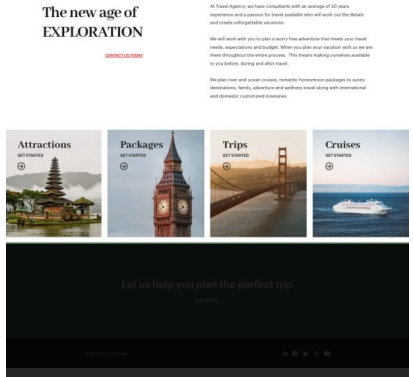 The new age of
EXPLORATION
CONTACT US TODAY
At Travel Agency, we have consultants with an average of 20 years
experience and a passion for travel available who will work out the details
and create unforgettable vacations.
We will work with you to plan a worry free adventure that meets your travel
needs, expectations and budget. When you plan your vacation with us we are
there throughout the entire process. This means making ourselves available
to you before, during and after travel.
We plan river and ocean cruises, romantic honeymoon packages to sunny
destinations, family, adventure and wellness travel along with international
and domestic customized itineraries.
Attractions
GET STARTED
Packages
GET STARTED
Trips
GET STARTED
Cruises
GET STARTED
Let us help you plan the perfect trip